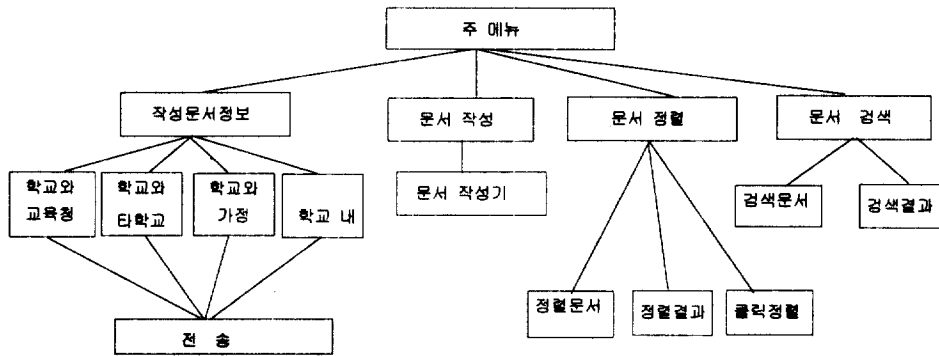 주 메뉴
작성문서정보
문서 작성
문서 정렬
문서 검색
학교와
교육청
학교와
타학교
학교와
가정
학교 내
문서 작성기
검색문서
검색결과
정렬문서
정렬결과
클릭정렬
전 송